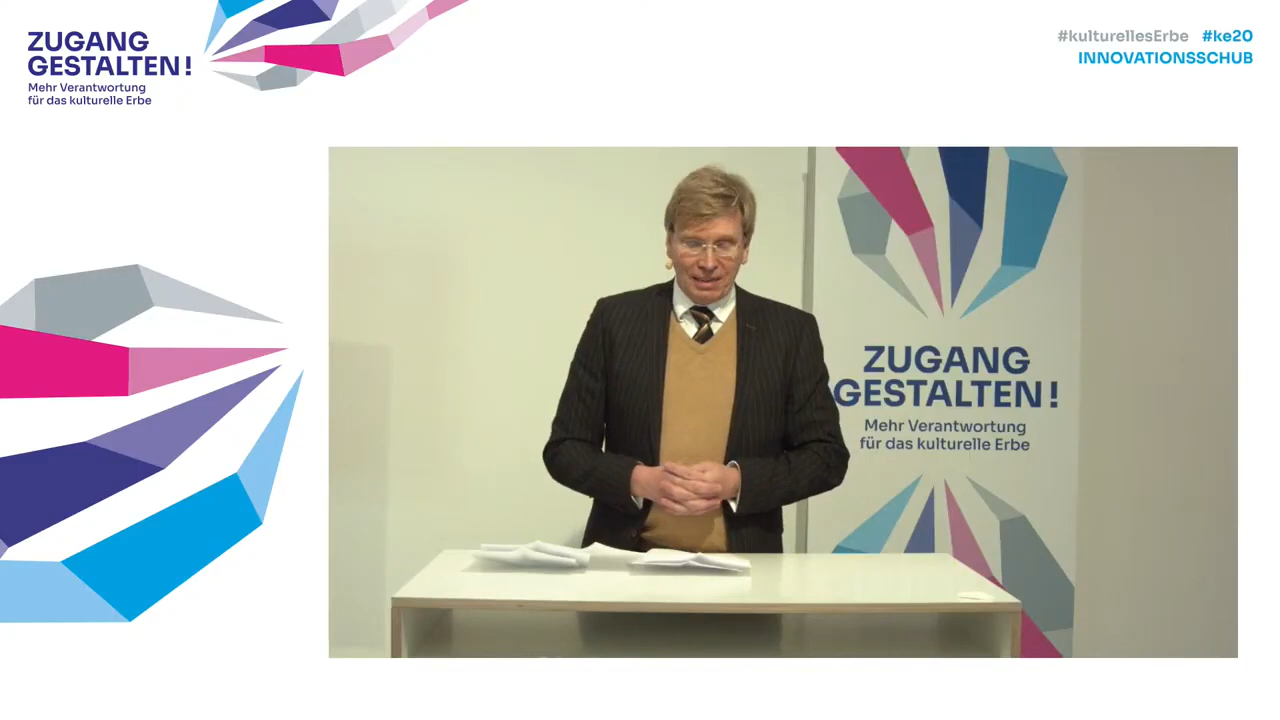 ZUGANG
GESTALTEN!
Mehr Verantwortung
für das kulturelle Erbe
#kulturellesErbe #ke20
INNOVATIONSSCHUB
ZUGANG
GESTALTEN!
Mehr Verantwortung
für das kulturelle Erbe